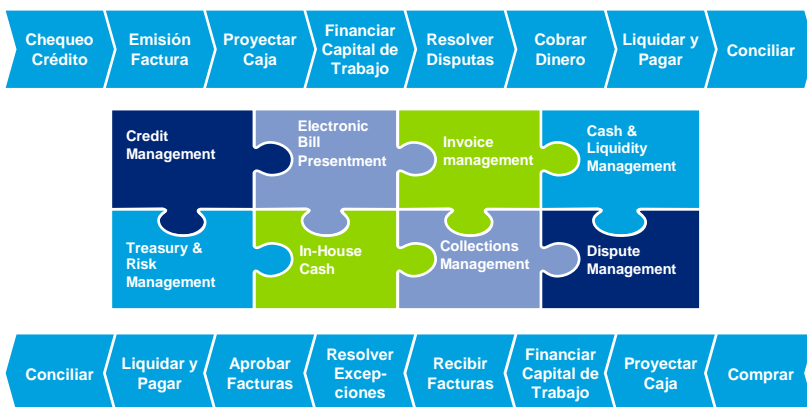 Chequeo
Crédito
Emisión
Factura
Proyectar
Caja
Financiar
Capital de
Trabajo
Resolver
Disputas
Cobrar
Dinero
Liquidar y
Pagar
Conciliar
Credit
Management
Electronic
Bill
Presentment
Invoice
management
Cash &
Liquidity
Management
Treasury &
Risk
Management
In-House
Cash
Collections
Management
Dispute
Management
Conciliar
Liquidar y
Pagar
Aprobar
Facturas
Resolver
Excep-
ciones
Recibir
Facturas
Financiar
Capital de
Trabajo
Proyectar
Caja
Comprar